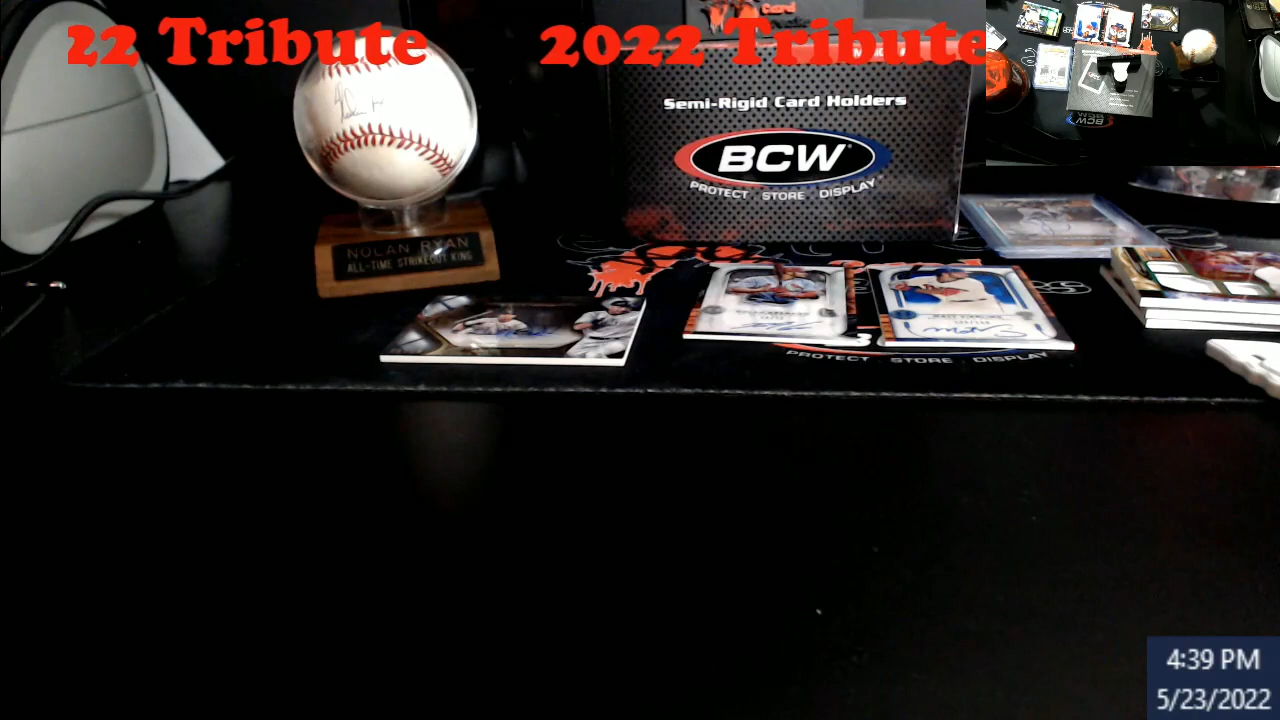 22 Tribute
2022 Tribute
Card
Semi-Rigid Card Holders
BCW
PROTECT STORE DISPLAY
NOLAN RYAN
ALL-TIME STRIKEOUT KING
PROTECT STORE DISPLAY
4:39 PM
5/23/2022